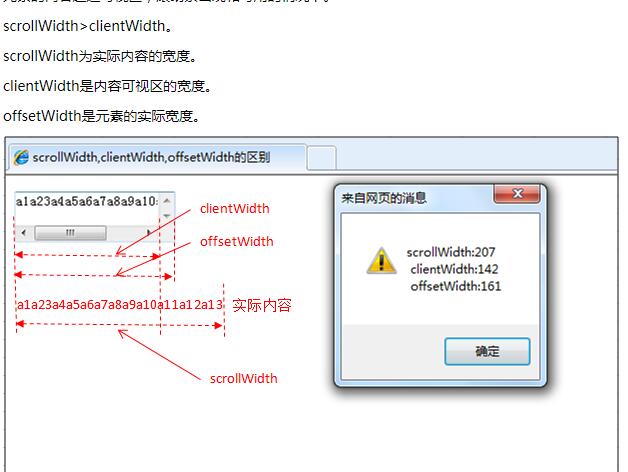 scrollWidth>clientWidth。
scrollWidth为实际内容的宽度。
clientWidth是内容可视区的宽度。
offsetWidth是元素的实际宽度。
scrollWidth,clientWidth,offsetWidth的区别
a1a23a4a5a6a7a8a9a10
clientWidth
offsetWidth
a1a23a4a5a6a7a8a9a10a11a12a13 实际内容
scrollWidth
来自网页的消息
scrollWidth:207
clientWidth:142
offsetWidth:161
确定